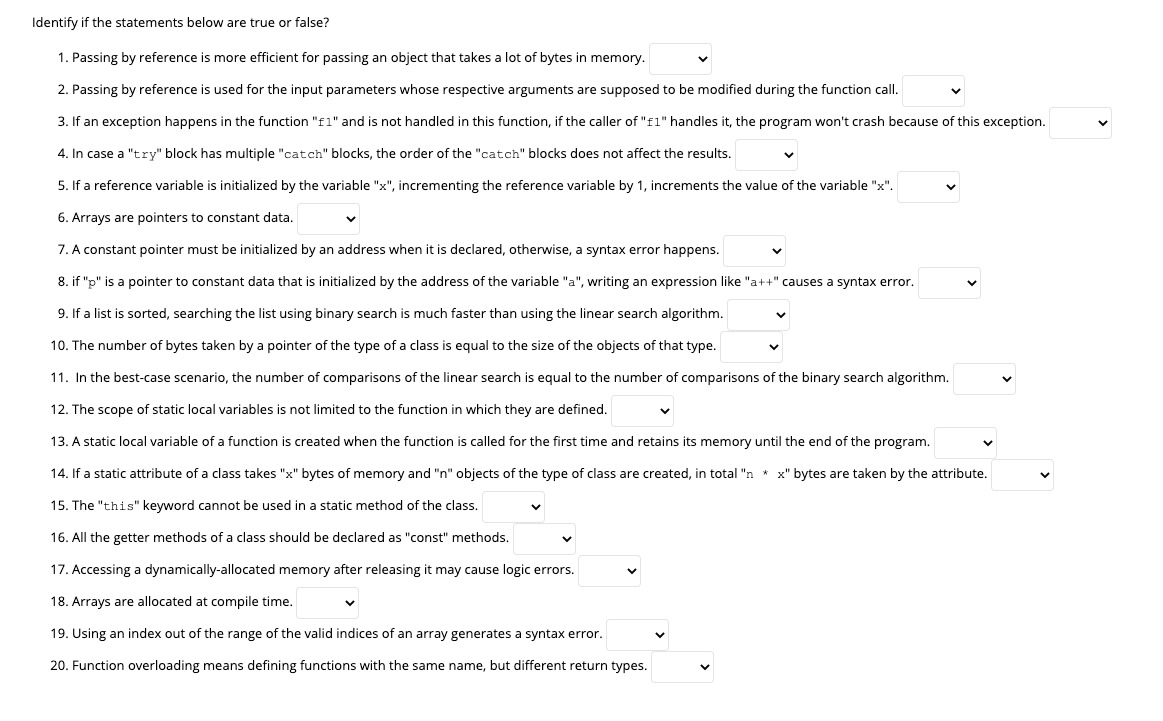 Identify if the statements below are true or false?
1. Passing by reference is more efficient for passing an object that takes a lot of bytes in memory.
2. Passing by reference is used for the input parameters whose respective arguments are supposed to be modified during the function call.
3. If an exception happens in the function "f1" and is not handled in this function, if the caller of "f1" handles it, the program won't crash because of this exception.
4. In case a "try" block has multiple "catch" blocks, the order of the "catch" blocks does not affect the results.
5. If a reference variable is initialized by the variable "x", incrementing the reference variable by 1, increments the value of the variable "x".
6. Arrays are pointers to constant data.
7. A constant pointer must be initialized by an address when it is declared, otherwise, a syntax error happens.
8. if "p" is a pointer to constant data that is initialized by the address of the variable "a", writing an expression like "a++" causes a syntax error.
9. If a list is sorted, searching the list using binary search is much faster than using the linear search algorithm.
10. The number of bytes taken by a pointer of the type of a class is equal to the size of the objects of that type.
11. In the best-case scenario, the number of comparisons of the linear search is equal to the number of comparisons of the binary search algorithm.
12. The scope of static local variables is not limited to the function in which they are defined.
13. A static local variable of a function is created when the function is called for the first time and retains its memory until the end of the program.
14. If a static attribute of a class takes "x" bytes of memory and "n" objects of the type of class are created, in total "n * x" bytes are taken by the attribute.
15. The "this" keyword cannot be used in a static method of the class.
16. All the getter methods of a class should be declared as "const" methods.
17. Accessing a dynamically-allocated memory after releasing it may cause logic errors.
18. Arrays are allocated at compile time.
19. Using an index out of the range of the valid indices of an array generates a syntax error.
20. Function overloading means defining functions with the same name, but different return types.